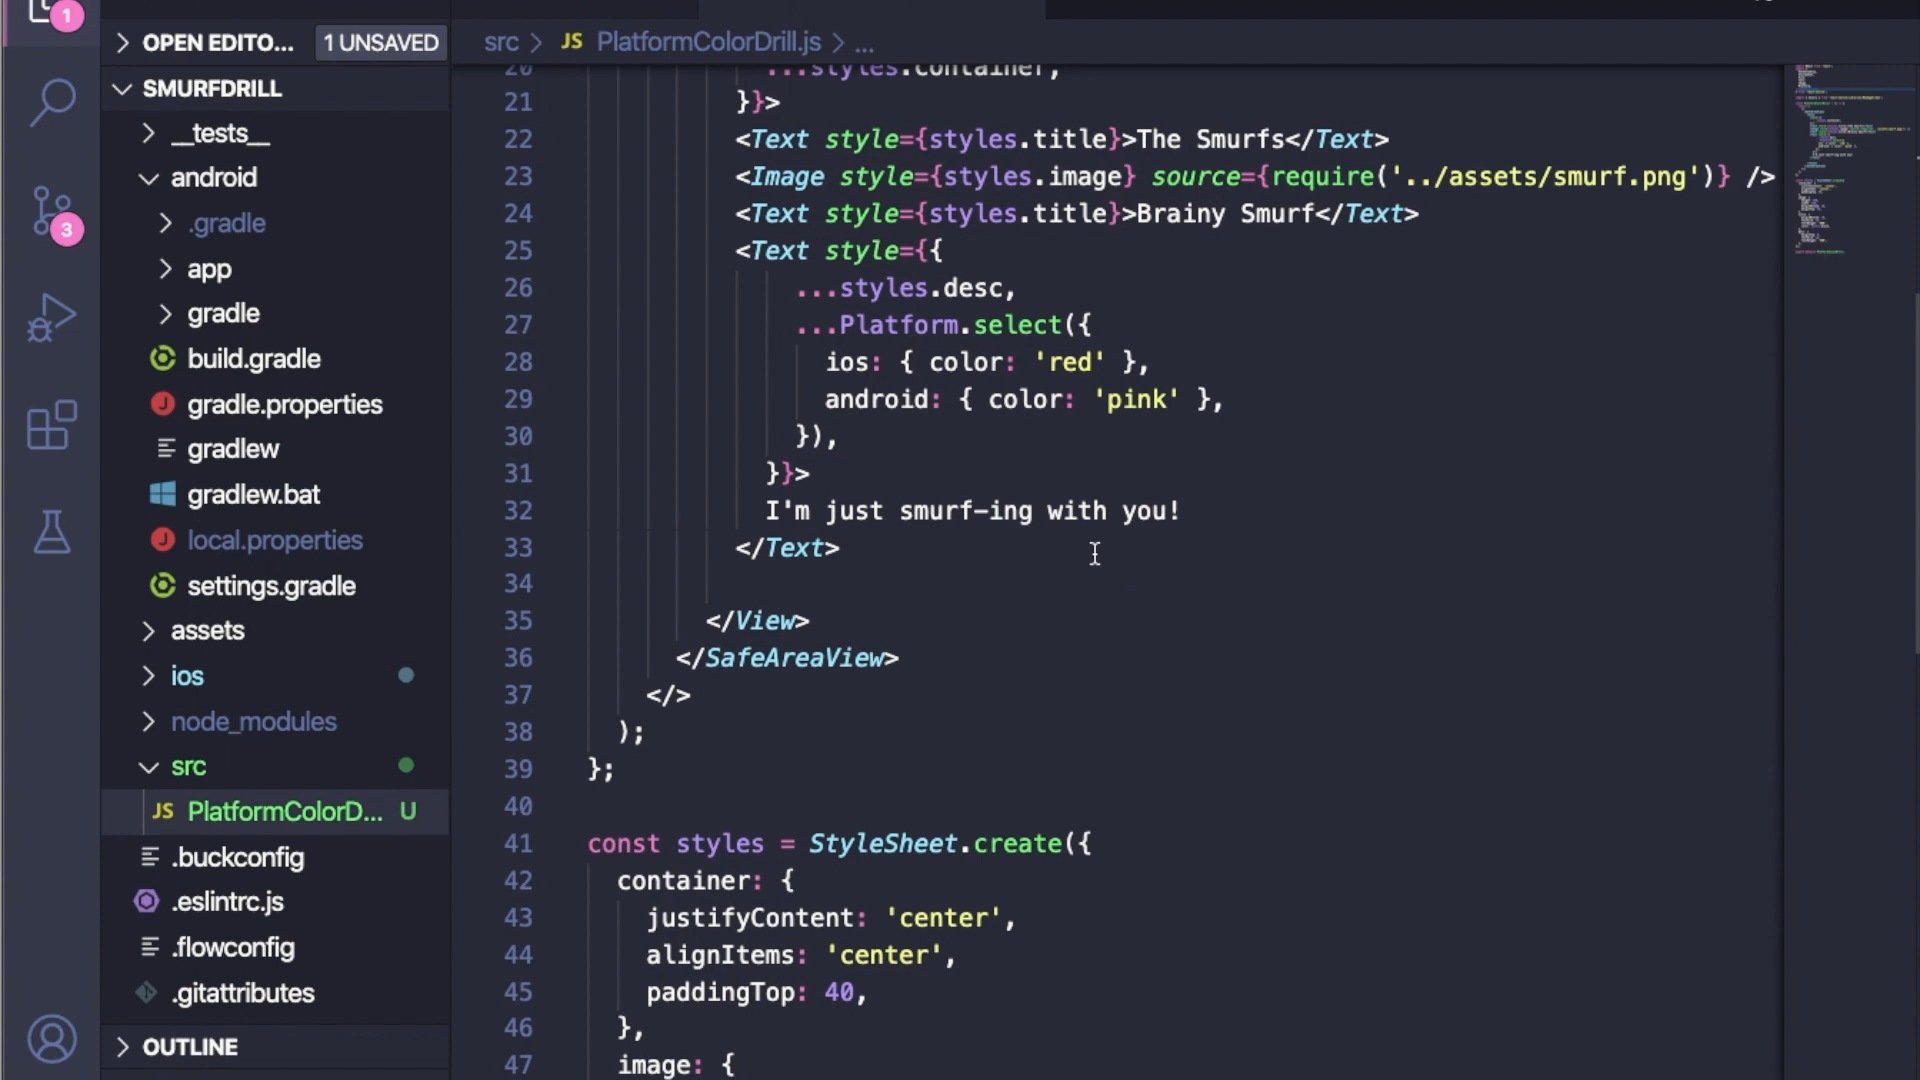 1
OPEN EDITO... 1 UNSAVED
SMURFDRILL
__tests__
android
.gradle
3
app
gradle
build.gradle
gradle.properties
gradlew
gradlew.bat
local.properties
settings.gradle
assets
ios
node_modules
src
JS PlatformColorD... U
.buckconfig
.eslintrc.js
.flowconfig
.gitattributes
OUTLINE
src > JS PlatformColorDrill.js > ...
20 ...styles.container,
21 }}>
22 <Text style={styles.title}>The Smurfs</Text>
23 <Image style={styles.image} source={require('../assets/smurf.png')} />
24 <Text style={styles.title}>Brainy Smurf</Text>
25 <Text style={{
26 ...styles.desc,
27 ...Platform.select({
28 ios: { color: 'red' },
29 android: { color: 'pink' },
30 }),
31 }}>
32 I'm just smurf-ing with you!
33 </Text>
34
35 </View>
36 </SafeAreaView>
37 </>
38 );
39 };
40
41 const styles = StyleSheet.create({
42 container: {
43 justifyContent: 'center',
44 alignItems: 'center',
45 paddingTop: 40,
46 },
47 image: {